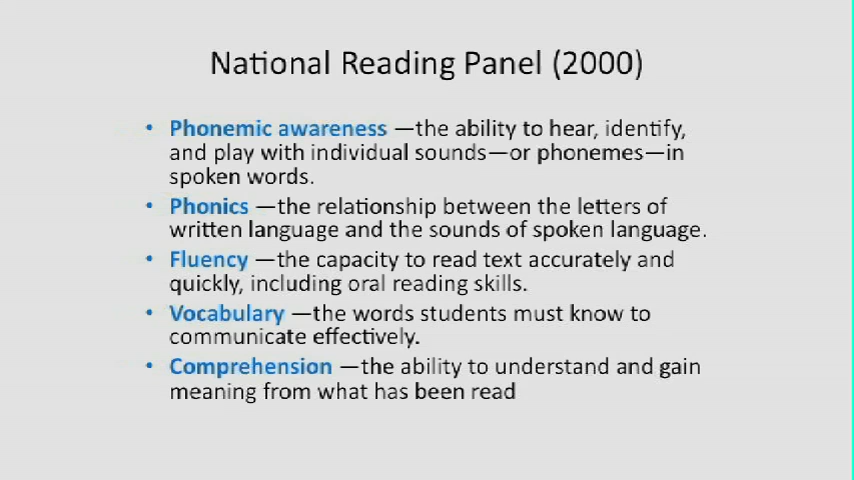 National Reading Panel (2000)
• Phonemic awareness —the ability to hear, identify,
and play with individual sounds—or phonemes—in
spoken words.
• Phonics —the relationship between the letters of
written language and the sounds of spoken language.
• Fluency —the capacity to read text accurately and
quickly, including oral reading skills.
• Vocabulary —the words students must know to
communicate effectively.
• Comprehension —the ability to understand and gain
meaning from what has been read